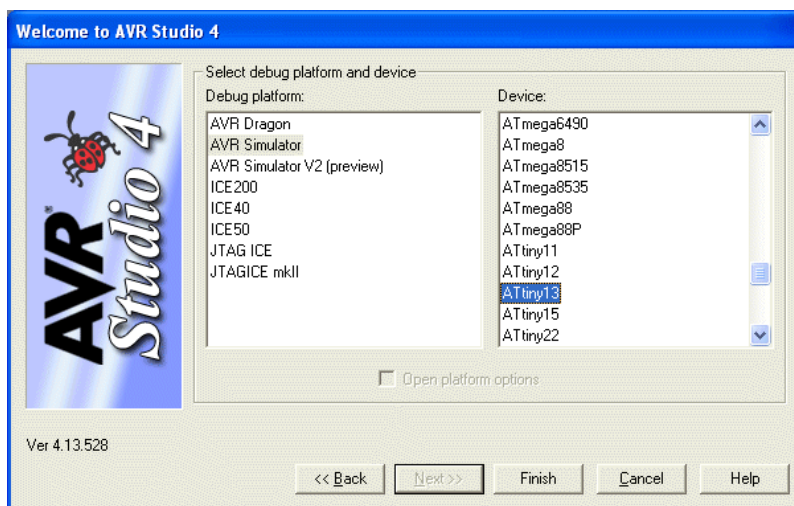 Welcome to AVR Studio 4
Select debug platform and device
Debug platform:
AVR Dragon
AVR Simulator
AVR Simulator V2 (preview)
ICE200
ICE40
ICE50
JTAG ICE
JTAGICE mkII
Device:
ATmega6490
ATmega8
ATmega8515
ATmega8535
ATmega88
ATmega88P
ATtiny11
ATtiny12
ATtiny13
ATtiny15
ATtiny22
Open platform options
AVR®
Studio 4
Ver 4.13.528
<< Back
Next >>
Finish
Cancel
Help